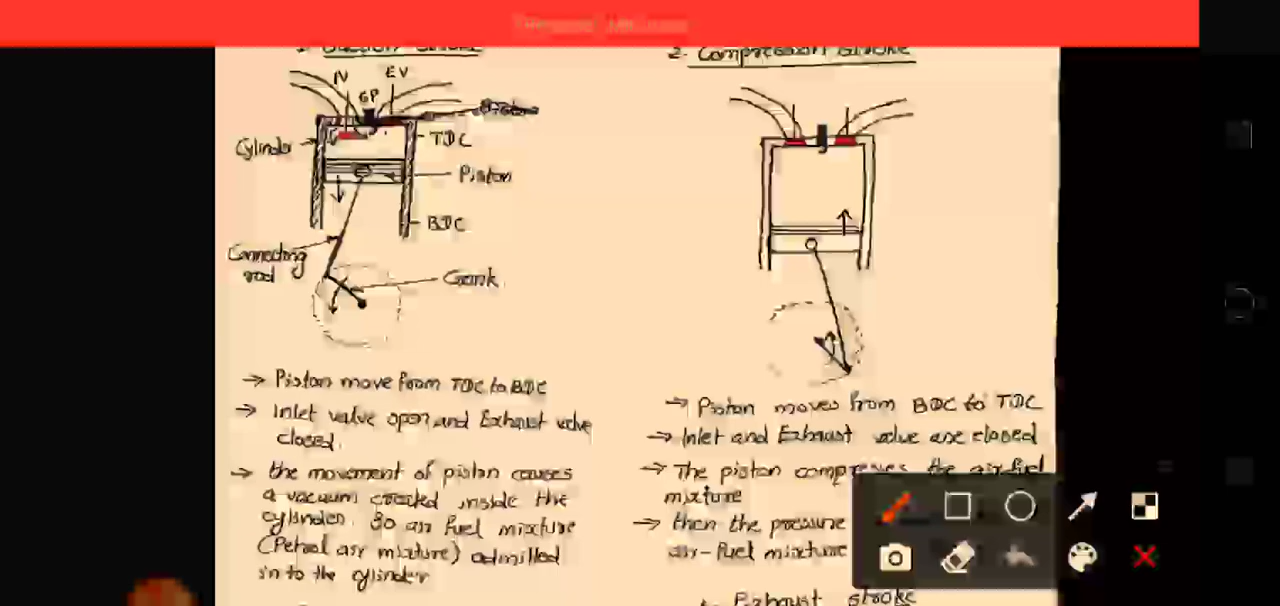 1. Suction Stroke
IV
EV
SP
Cylinder
TDC
Piston
BDC
Connecting
rod
Crank
→ Piston move from TDC to BDC
→ Inlet valve open and Exhaust valve
closed.
→ the movement of piston causes
a vacuum created inside the
cylinder. So air fuel mixture
(Petrol air mixture) admitted
in to the cylinder
2. Compression Stroke
→ Piston moves from BDC to TDC
→ Inlet and Exhaust valve are closed
→ The piston compresses the air-fuel
mixture
→ then the pressure
air-fuel mixture
Exhaust stroke